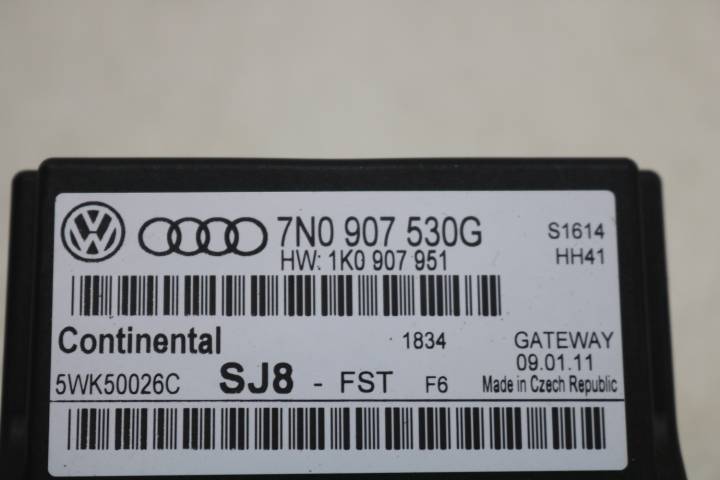 7N0 907 530G S1614
HW: 1K0 907 951 HH41
Continental 1834 GATEWAY
09.01.11
5WK50026C SJ8 - FST F6 Made in Czech Republic